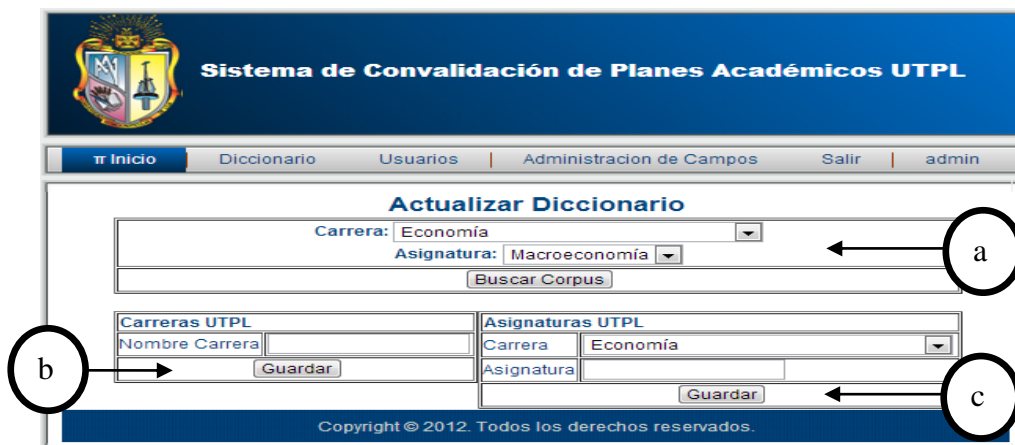 Sistema de Convalidación de Planes Académicos UTPL
π Inicio | Diccionario Usuarios | Administracion de Campos Salir | admin
Actualizar Diccionario
Carrera: Economía
Asignatura: Macroeconomía
a
Buscar Corpus
Carreras UTPL
Nombre Carrera
Guardar
b
Asignaturas UTPL
Carrera Economía
Asignatura
Guardar
c
Copyright © 2012. Todos los derechos reservados.